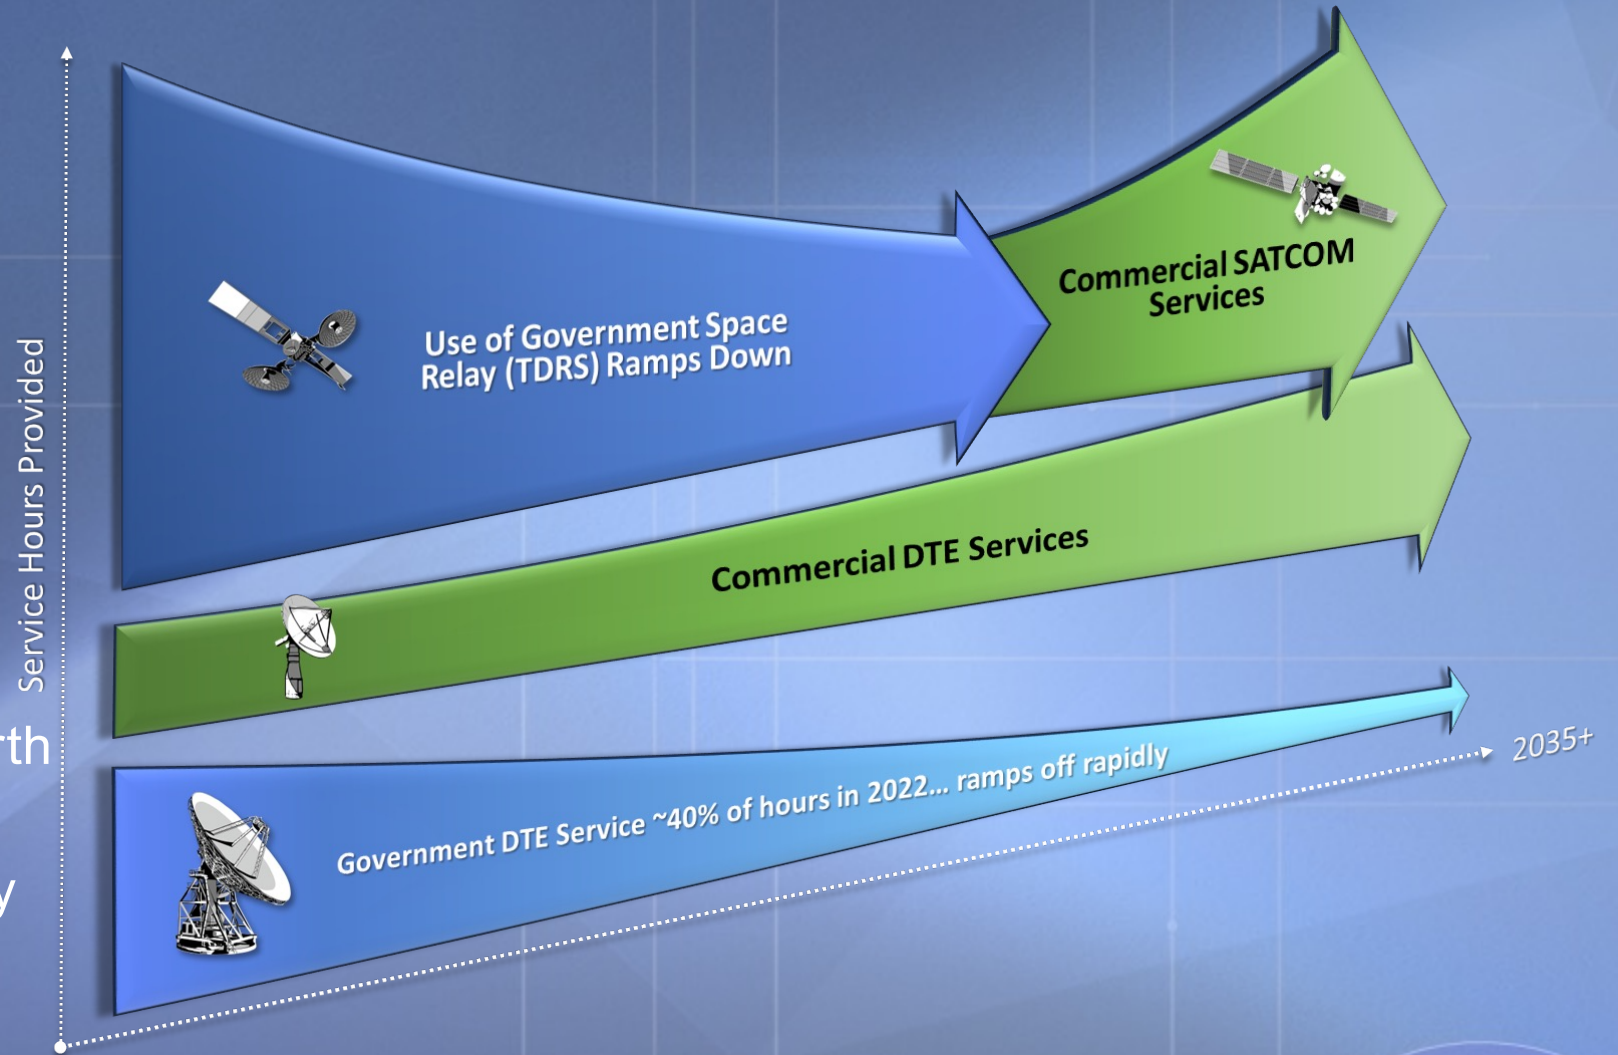 Service Hours Provided
Use of Government Space
Relay (TDRS) Ramps Down
Commercial SATCOM
Services
Commercial DTE Services
Government DTE Service ~40% of hours in 2022... ramps off rapidly
2035+
rth
y